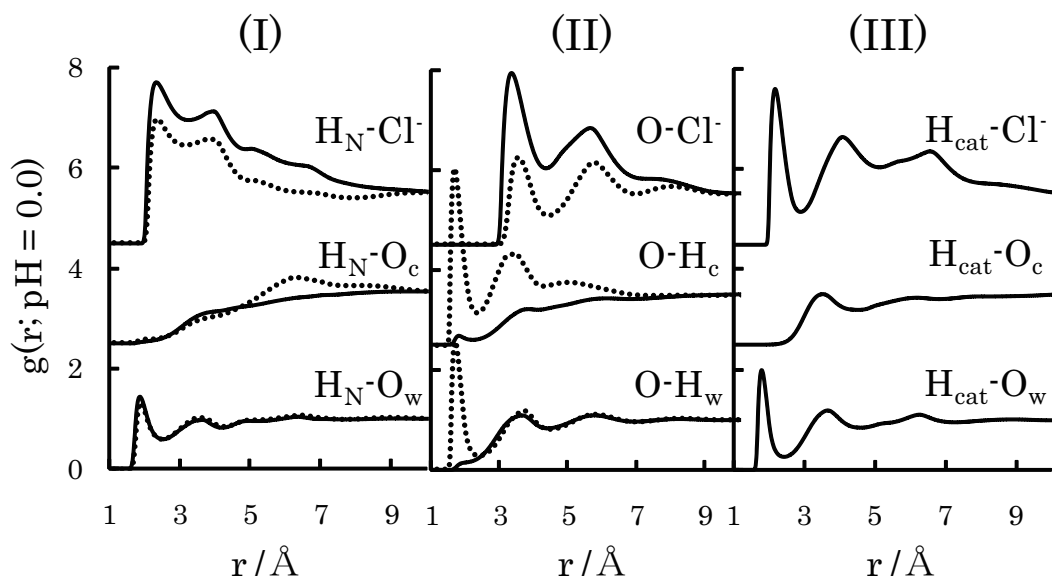 (I) (II) (III)
g(r; pH = 0.0)
8
6
4
2
0
H_N-Cl⁻ O-Cl⁻ H_cat-Cl⁻
H_N-O_c O-H_c H_cat-O_c
H_N-O_w O-H_w H_cat-O_w
1 3 5 7 9 1 3 5 7 9 1 3 5 7 9
r / Å r / Å r / Å